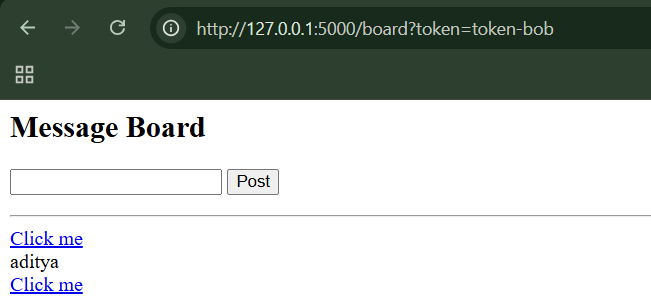 http://127.0.0.1:5000/board?token=token-bob
Message Board
Post
Click me
aditya
Click me